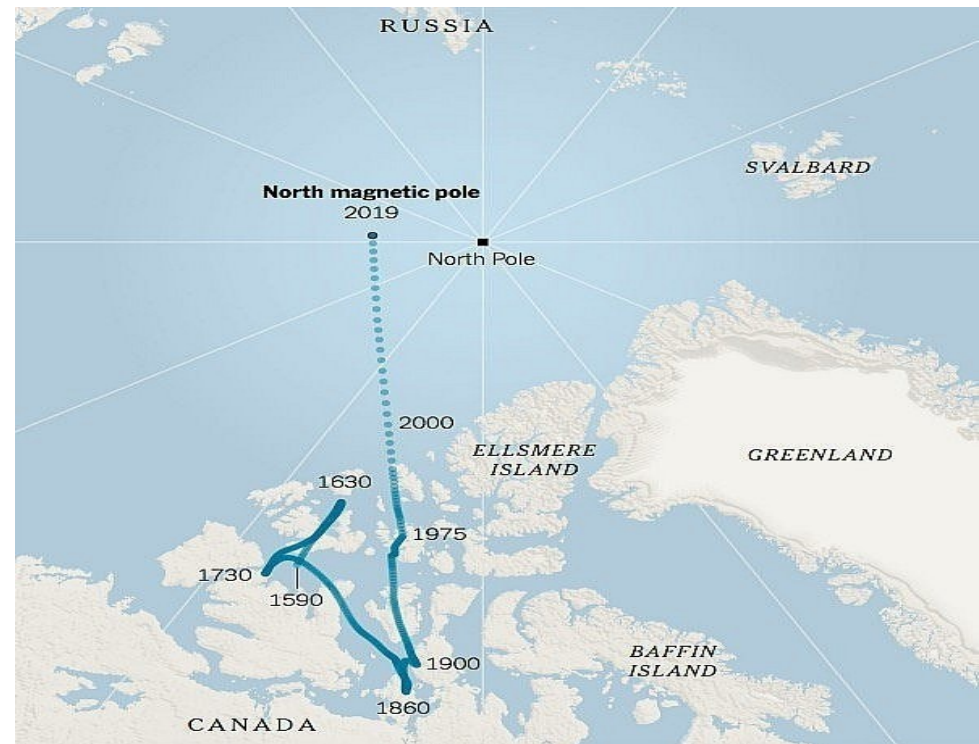 RUSSIA
SVALBARD
North magnetic pole
2019
North Pole
2000
ELLSMERE
ISLAND
GREENLAND
1630
1975
1730
1590
BAFFIN
ISLAND
1900
1860
CANADA